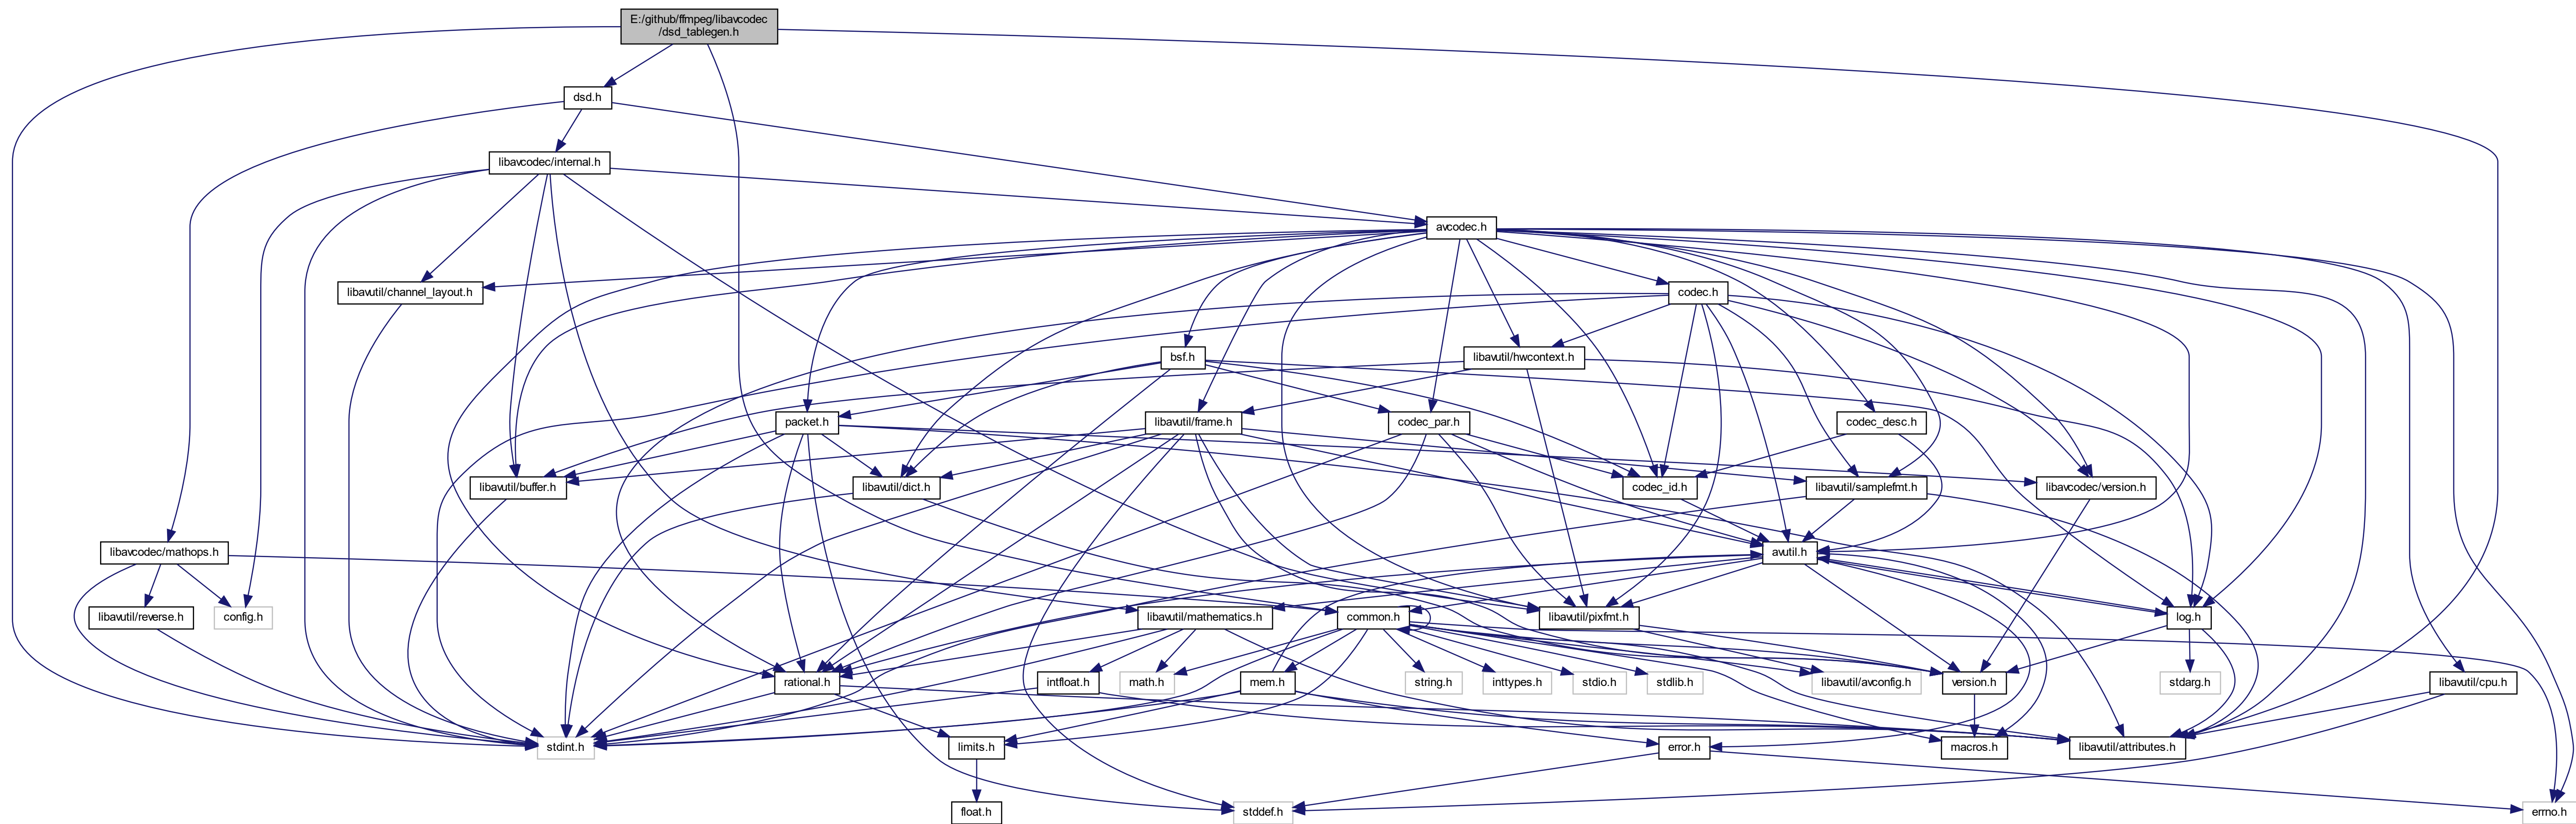 E:/github/ffmpeg/libavcodec
/dsd_tablegen.h
dsd.h
libavcodec/internal.h
avcodec.h
libavutil/channel_layout.h
codec.h
bsf.h
libavutil/hwcontext.h
packet.h
libavutil/frame.h
codec_par.h
codec_desc.h
libavutil/buffer.h
libavutil/dict.h
codec_id.h
libavutil/samplefmt.h
libavcodec/version.h
libavcodec/mathops.h
avutil.h
libavutil/reverse.h
config.h
libavutil/mathematics.h
common.h
libavutil/pixfmt.h
log.h
rational.h
intfloat.h
math.h
mem.h
string.h
inttypes.h
stdio.h
stdlib.h
libavutil/avconfig.h
version.h
stdarg.h
libavutil/cpu.h
stdint.h
limits.h
error.h
macros.h
libavutil/attributes.h
float.h
stddef.h
errno.h